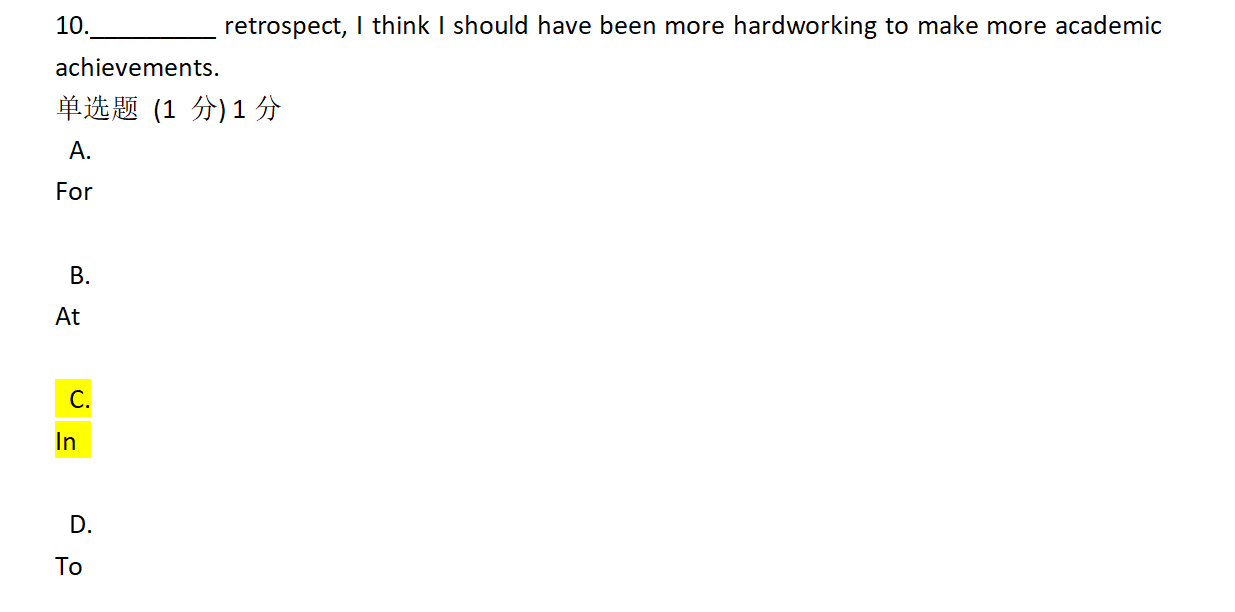 10._________ retrospect, I think I should have been more hardworking to make more academic
achievements.
单选题 (1 分) 1 分
A.
For
B.
At
C.
In
D.
To